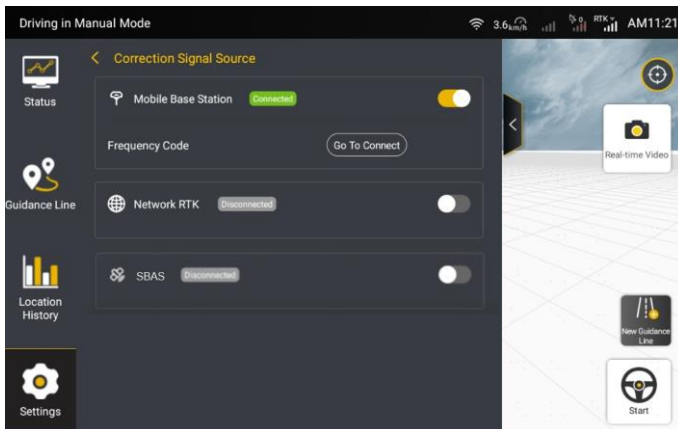 Driving in Manual Mode
3.6km/h
0
RTK
AM11:21
Correction Signal Source
Status
Mobile Base Station
Connected
Frequency Code
Go To Connect
Real-time Video
Guidance Line
Network RTK
Disconnected
SBAS
Disconnected
Location
History
New Guidance
Line
Settings
Start